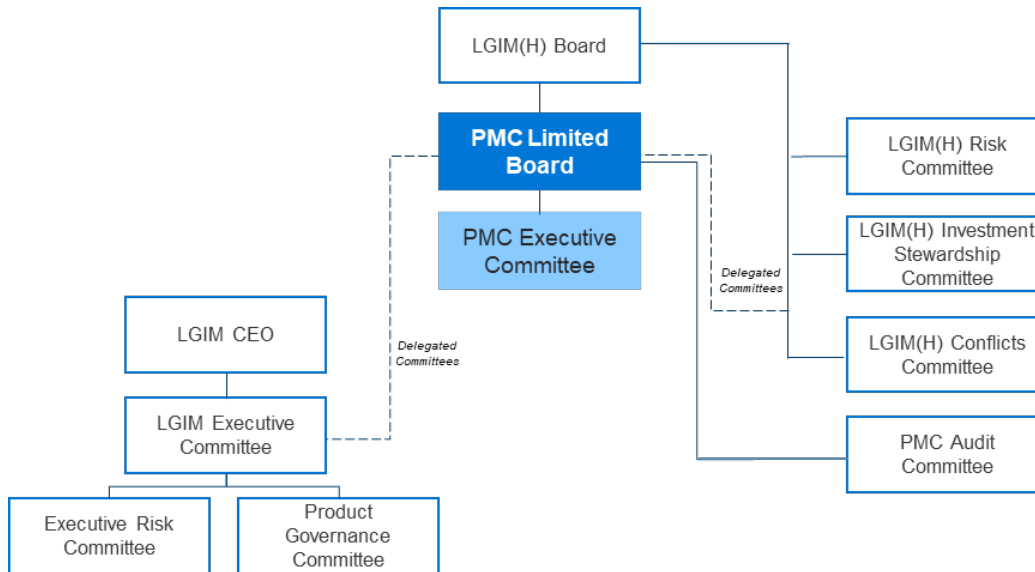 LGIM(H) Board
PMC Limited
Board
PMC Executive
Committee
LGIM(H) Risk
Committee
LGIM(H) Investment
Stewardship
Committee
Delegated
Committees
LGIM(H) Conflicts
Committee
PMC Audit
Committee
LGIM CEO
Delegated
Committees
LGIM Executive
Committee
Executive Risk
Committee
Product
Governance
Committee